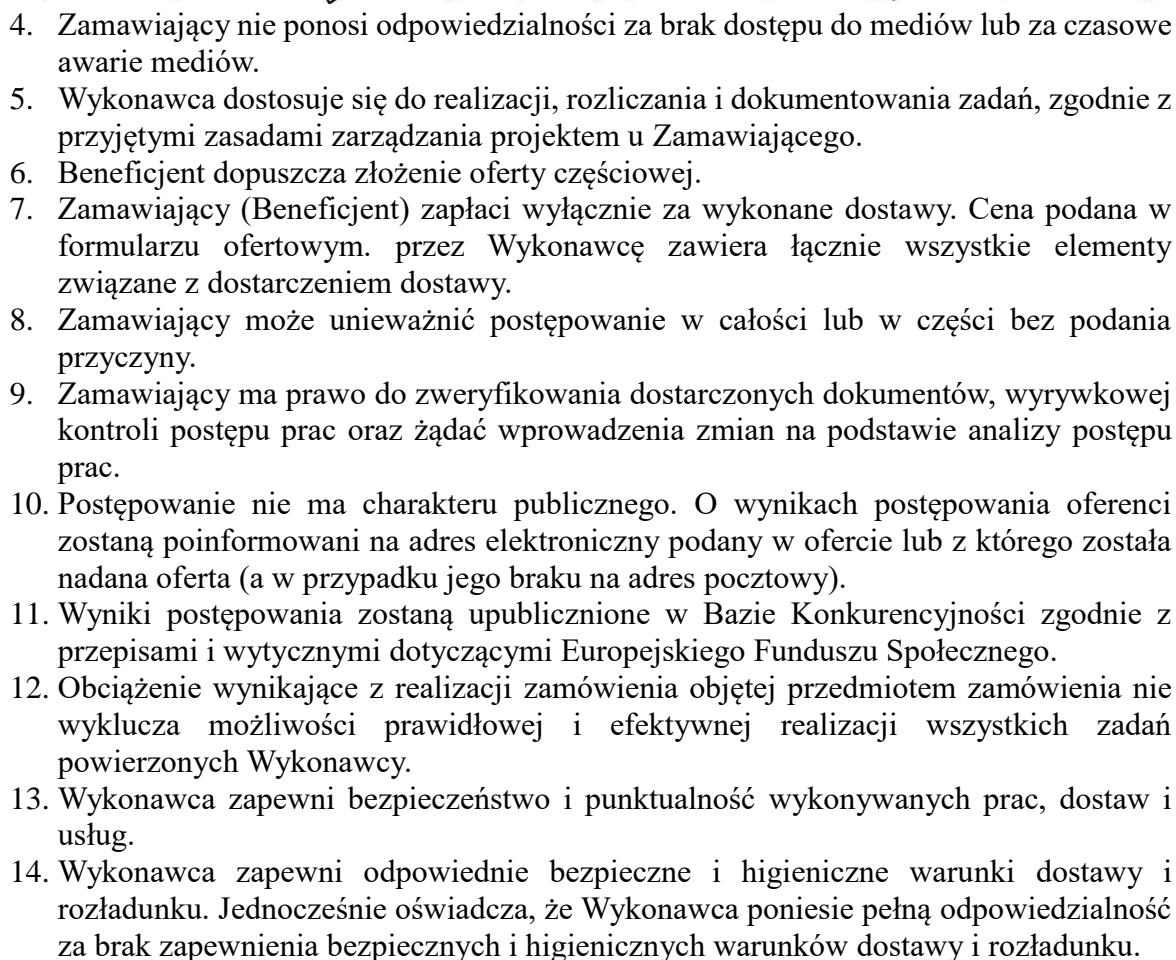 4. Zamawiający nie ponosi odpowiedzialności za brak dostępu do mediów lub za czasowe
awarie mediów.
5. Wykonawca dostosuje się do realizacji, rozliczania i dokumentowania zadań, zgodnie z
przyjętymi zasadami zarządzania projektem u Zamawiającego.
6. Beneficjent dopuszcza złożenie oferty częściowej.
7. Zamawiający (Beneficjent) zapłaci wyłącznie za wykonane dostawy. Cena podana w
formularzu ofertowym. przez Wykonawcę zawiera łącznie wszystkie elementy
związane z dostarczeniem dostawy.
8. Zamawiający może unieważnić postępowanie w całości lub w części bez podania
przyczyny.
9. Zamawiający ma prawo do zweryfikowania dostarczonych dokumentów, wyrywkowej
kontroli postępu prac oraz żądać wprowadzenia zmian na podstawie analizy postępu
prac.
10. Postępowanie nie ma charakteru publicznego. O wynikach postępowania oferenci
zostaną poinformowani na adres elektroniczny podany w ofercie lub z którego została
nadana oferta (a w przypadku jego braku na adres pocztowy).
11. Wyniki postępowania zostaną upublicznione w Bazie Konkurencyjności zgodnie z
przepisami i wytycznymi dotyczącymi Europejskiego Funduszu Społecznego.
12. Obciążenie wynikające z realizacji zamówienia objętej przedmiotem zamówienia nie
wyklucza możliwości prawidłowej i efektywnej realizacji wszystkich zadań
powierzonych Wykonawcy.
13. Wykonawca zapewni bezpieczeństwo i punktualność wykonywanych prac, dostaw i
usług.
14. Wykonawca zapewni odpowiednie bezpieczne i higieniczne warunki dostawy i
rozładunku. Jednocześnie oświadcza, że Wykonawca poniesie pełną odpowiedzialność
za brak zapewnienia bezpiecznych i higienicznych warunków dostawy i rozładunku.